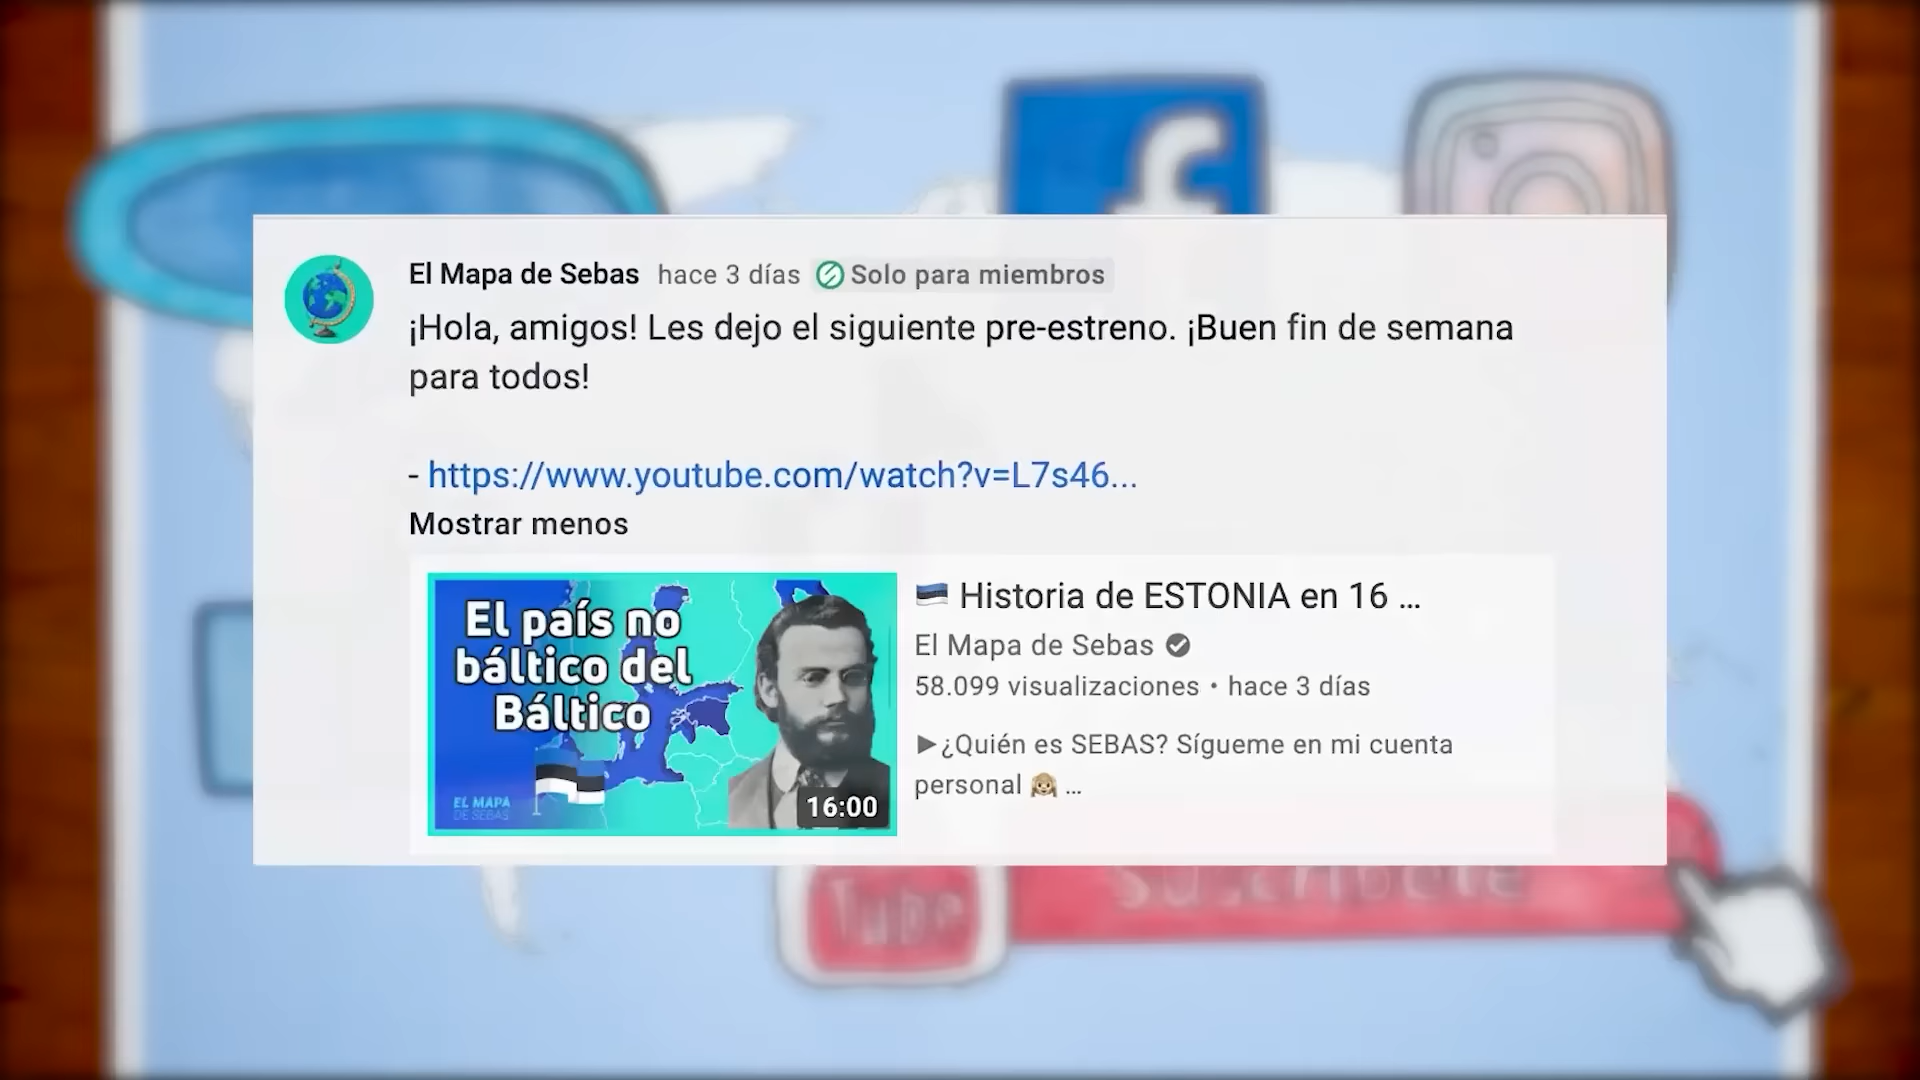 El Mapa de Sebas hace 3 días Solo para miembros
¡Hola, amigos! Les dejo el siguiente pre-estreno. ¡Buen fin de semana
para todos!
- https://www.youtube.com/watch?v=L7s46...
Mostrar menos
El país no
báltico del
Báltico
EL MAPA
DE SEBAS
16:00
Historia de ESTONIA en 16 ...
El Mapa de Sebas
58.099 visualizaciones • hace 3 días
▶¿Quién es SEBAS? Sígueme en mi cuenta
personal 🙈 ...
Tube
Suscríbete